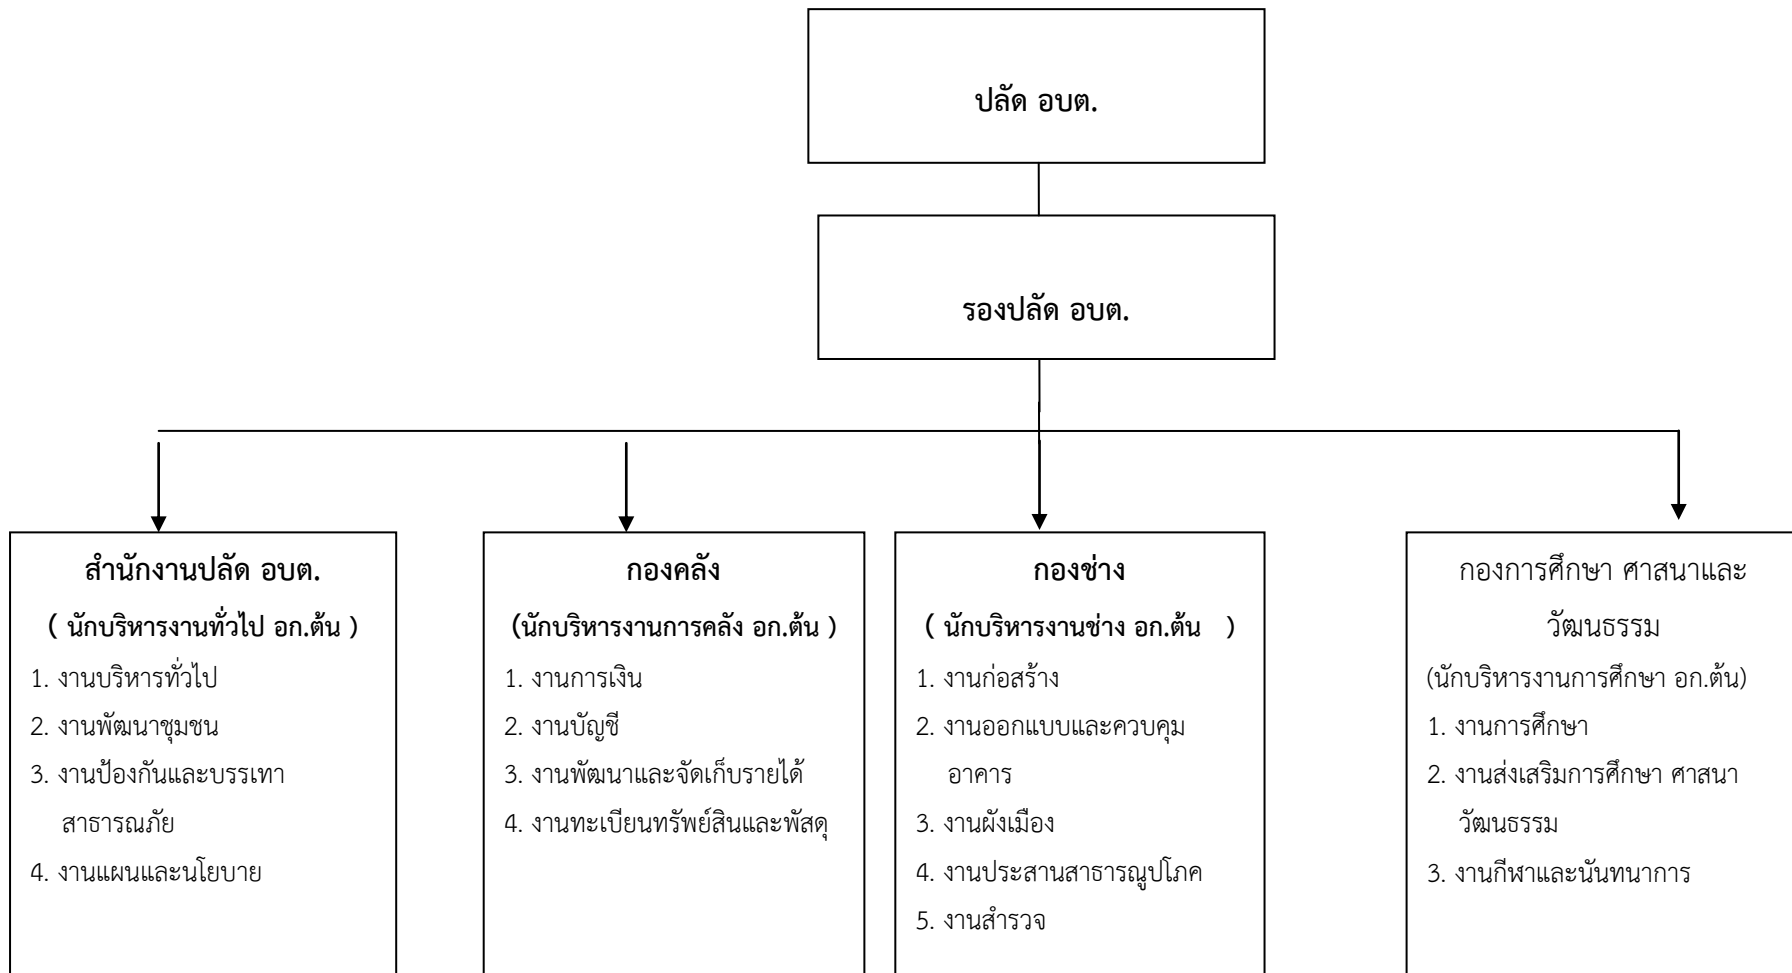 ปลัด อบต.
รองปลัด อบต.
สำนักงานปลัด อบต.
( นักบริหารงานทั่วไป อก.ต้น )
1. งานบริหารทั่วไป
2. งานพัฒนาชุมชน
3. งานป้องกันและบรรเทา
สาธารณภัย
4. งานแผนและนโยบาย
กองคลัง
(นักบริหารงานการคลัง อก.ต้น )
1. งานการเงิน
2. งานบัญชี
3. งานพัฒนาและจัดเก็บรายได้
4. งานทะเบียนทรัพย์สินและพัสดุ
กองช่าง
( นักบริหารงานช่าง อก.ต้น )
1. งานก่อสร้าง
2. งานออกแบบและควบคุม
อาคาร
3. งานผังเมือง
4. งานประสานสาธารณูปโภค
5. งานสำรวจ
กองการศึกษา ศาสนาและ
วัฒนธรรม
(นักบริหารงานการศึกษา อก.ต้น)
1. งานการศึกษา
2. งานส่งเสริมการศึกษา ศาสนา
วัฒนธรรม
3. งานกีฬาและนันทนาการ